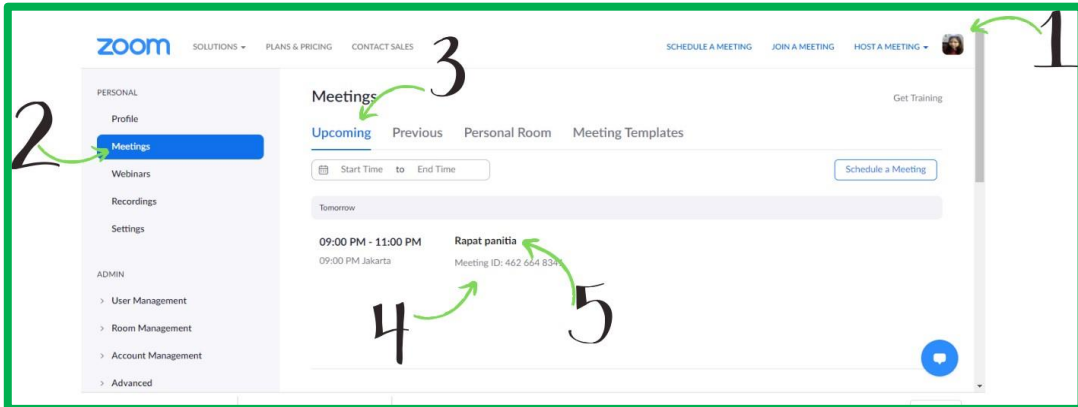 1
zoom SOLUTIONS PLANS & PRICING CONTACT SALES SCHEDULE A MEETING JOIN A MEETING HOST A MEETING
3
PERSONAL
Profile
2
Meetings
Webinars
Recordings
Settings
ADMIN
> User Management
> Room Management
> Account Management
> Advanced
Meetings
Get Training
Upcoming Previous Personal Room Meeting Templates
Start Time to End Time
Schedule a Meeting
Tomorrow
09:00 PM - 11:00 PM
09:00 PM Jakarta
Rapat panitia
Meeting ID: 462 664 834
4
5